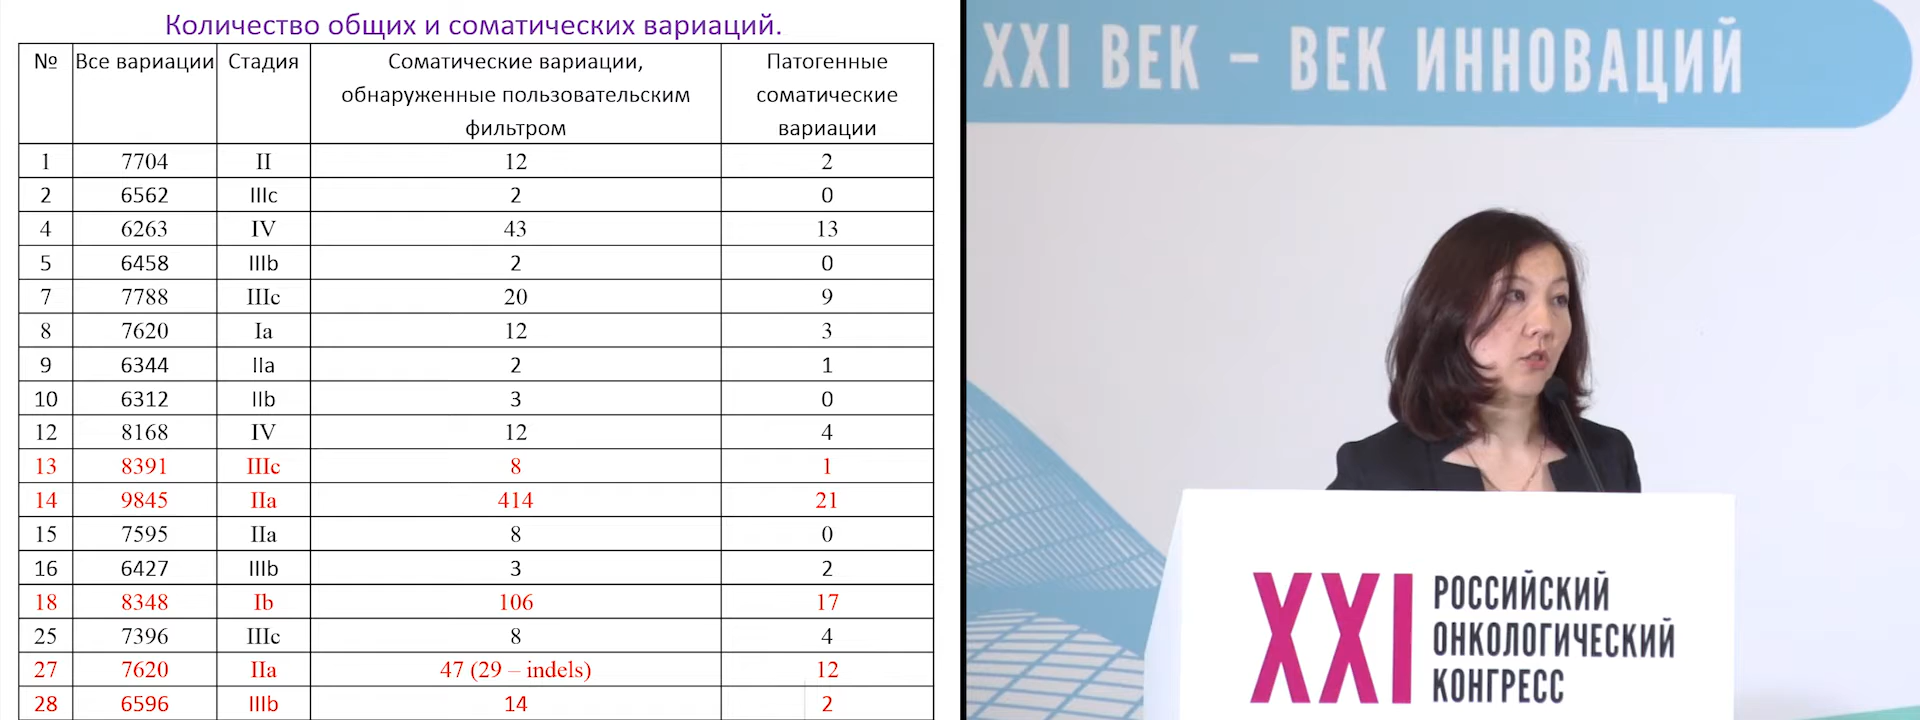 Количество общих и соматических вариаций.
№ Все вариации Стадия Соматические вариации, обнаруженные пользовательским фильтром Патогенные соматические вариации
1 7704 II 12 2
2 6562 IIIc 2 0
4 6263 IV 43 13
5 6458 IIIb 2 0
7 7788 IIIc 20 9
8 7620 Ia 12 3
9 6344 IIa 2 1
10 6312 IIb 3 0
12 8168 IV 12 4
13 8391 IIIc 8 1
14 9845 IIa 414 21
15 7595 IIa 8 0
16 6427 IIIb 3 2
18 8348 Ib 106 17
25 7396 IIIc 8 4
27 7620 IIa 47 (29 – indels) 12
28 6596 IIIb 14 2
XXI ВЕК – ВЕК ИННОВАЦИЙ
XXI
РОССИЙСКИЙ
ОНКОЛОГИЧЕСКИЙ
КОНГРЕСС